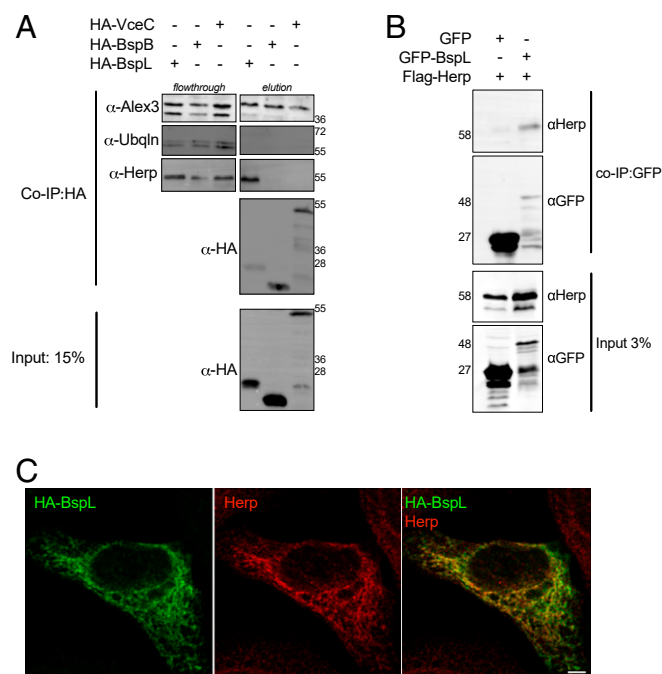 A
HA-VceC - - + - - +
HA-BspB - + - - + -
HA-BspL + - - + - -
flowthrough elution
α-Alex3
36
72
α-Ubqln
55
α-Herp
55
Co-IP:HA
55
α-HA
36
28
55
Input: 15%
α-HA
36
28
B
GFP + -
GFP-BspL - +
Flag-Herp + +
αHerp
58
co-IP:GFP
αGFP
48
27
αHerp
58
Input 3%
αGFP
48
27
C
HA-BspL
Herp
HA-BspL
Herp